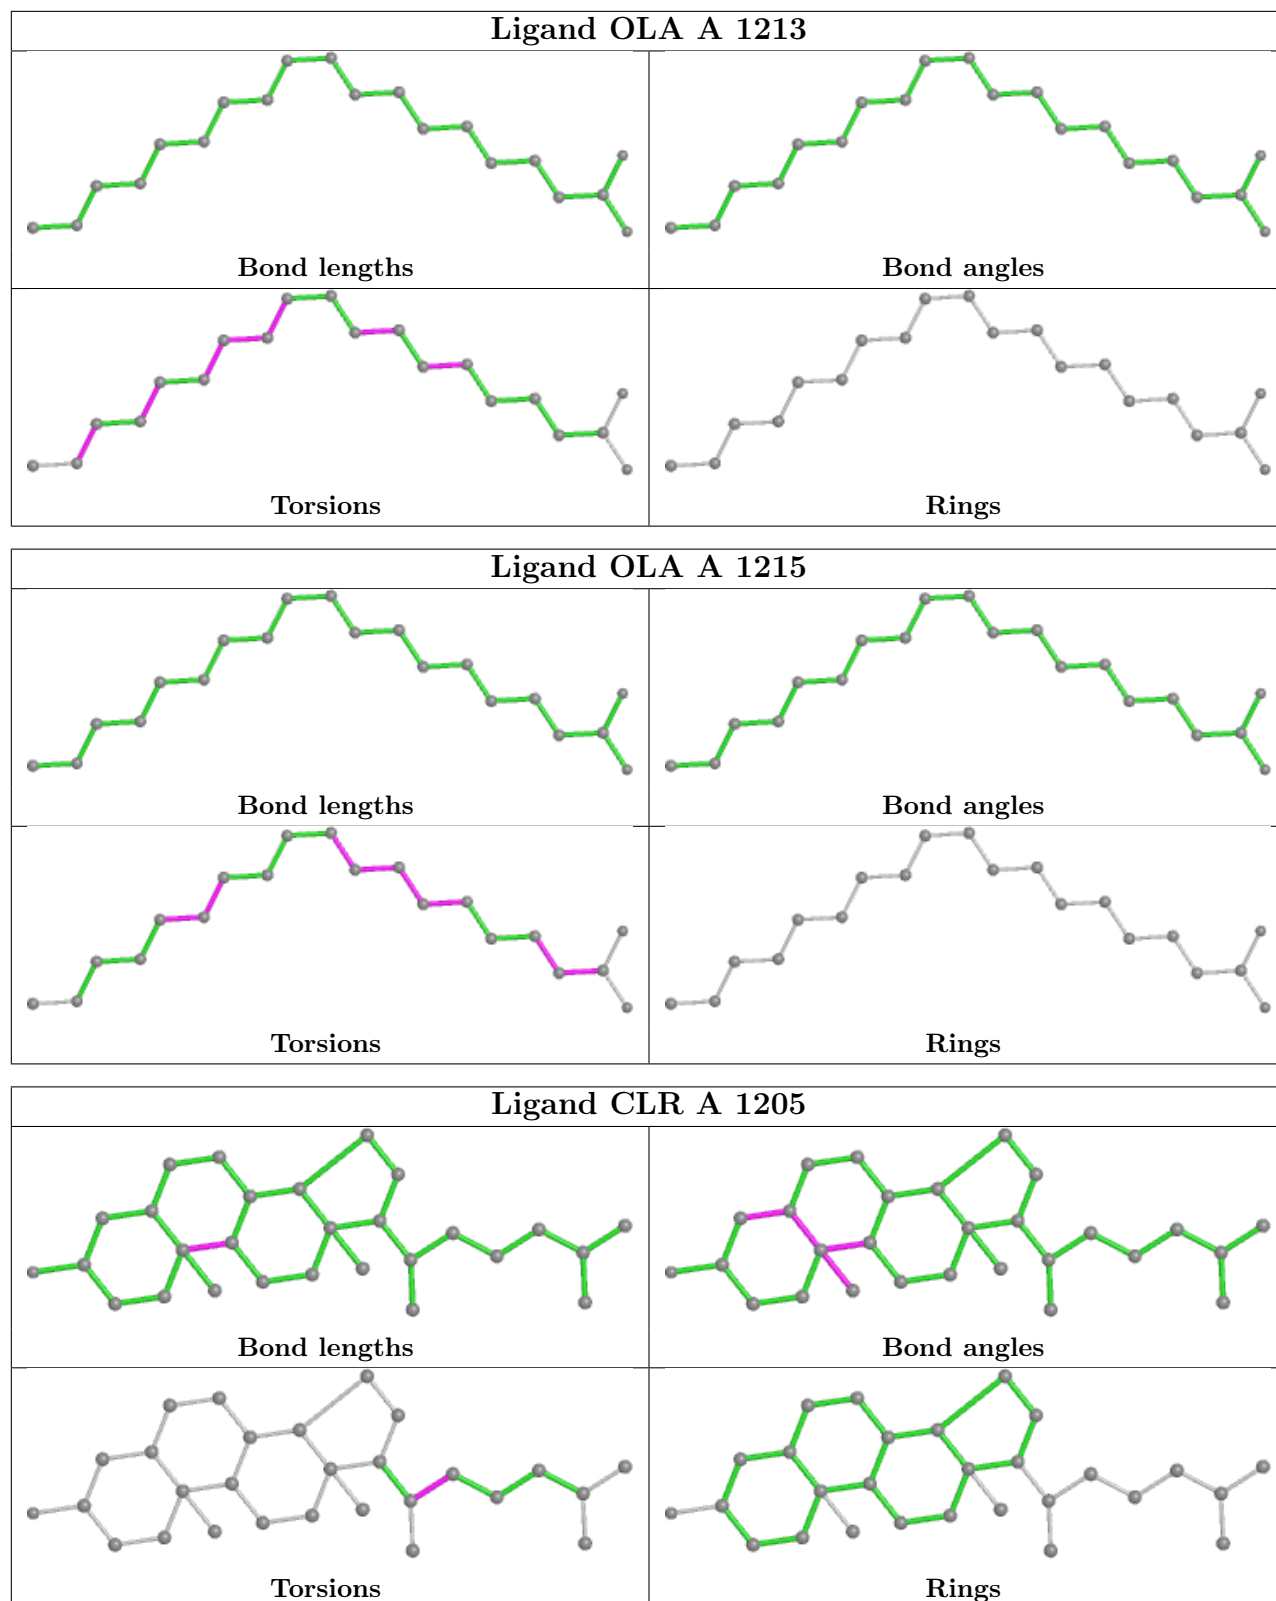 Ligand OLA A 1213
Bond lengths
Bond angles
Torsions
Rings
Ligand OLA A 1215
Bond lengths
Bond angles
Torsions
Rings
Ligand CLR A 1205
Bond lengths
Bond angles
Torsions
Rings